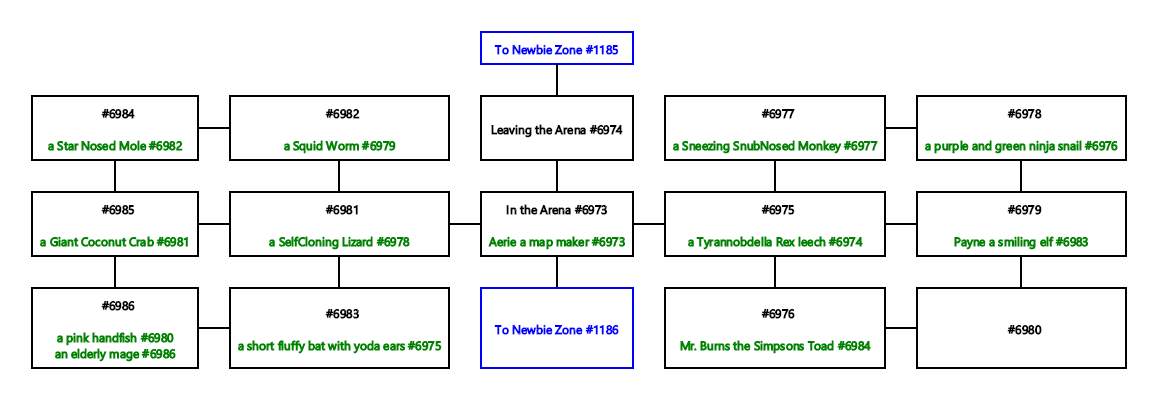 To Newbie Zone #1185
#6984
a Star Nosed Mole #6982
#6982
a Squid Worm #6979
Leaving the Arena #6974
#6977
a Sneezing SnubNosed Monkey #6977
#6978
a purple and green ninja snail #6976
#6985
a Giant Coconut Crab #6981
#6981
a SelfCloning Lizard #6978
In the Arena #6973
Aerie a map maker #6973
#6975
a Tyrannobdella Rex leech #6974
#6979
Payne a smiling elf #6983
#6986
a pink handfish #6980
an elderly mage #6986
#6983
a short fluffy bat with yoda ears #6975
To Newbie Zone #1186
#6976
Mr. Burns the Simpsons Toad #6984
#6980